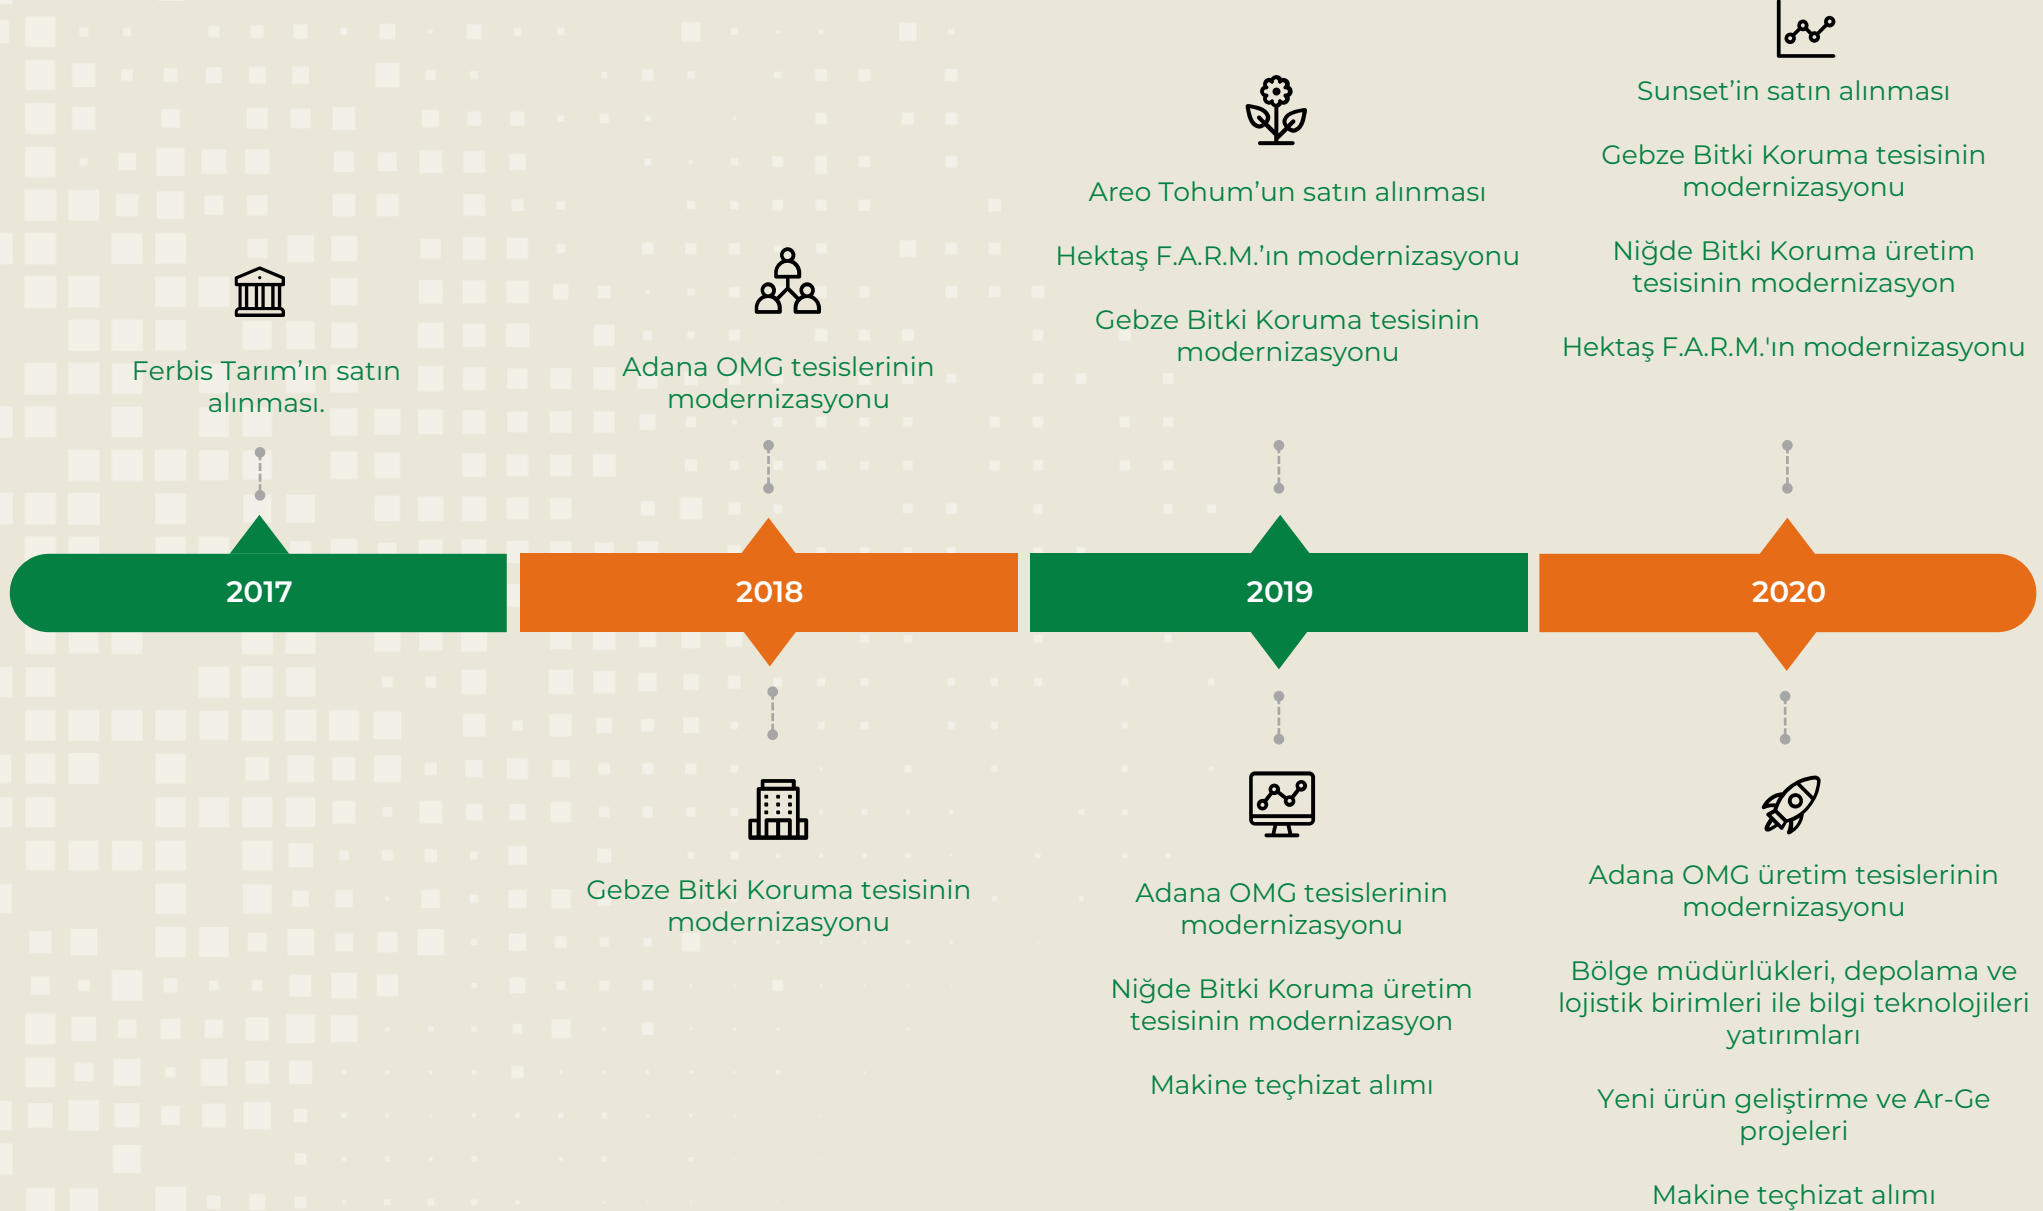 Ferbis Tarım’ın satın
alınması.
2017
Adana OMG tesislerinin
modernizasyonu
2018
Gebze Bitki Koruma tesisinin
modernizasyonu
Areo Tohum’un satın alınması
Hektaş F.A.R.M.’ın modernizasyonu
Gebze Bitki Koruma tesisinin
modernizasyonu
2019
Adana OMG tesislerinin
modernizasyonu
Niğde Bitki Koruma üretim
tesisinin modernizasyon
Makine teçhizat alımı
Sunset’in satın alınması
Gebze Bitki Koruma tesisinin
modernizasyonu
Niğde Bitki Koruma üretim
tesisinin modernizasyon
Hektaş F.A.R.M.'ın modernizasyonu
2020
Adana OMG üretim tesislerinin
modernizasyonu
Bölge müdürlükleri, depolama ve
lojistik birimleri ile bilgi teknolojileri
yatırımları
Yeni ürün geliştirme ve Ar-Ge
projeleri
Makine teçhizat alımı